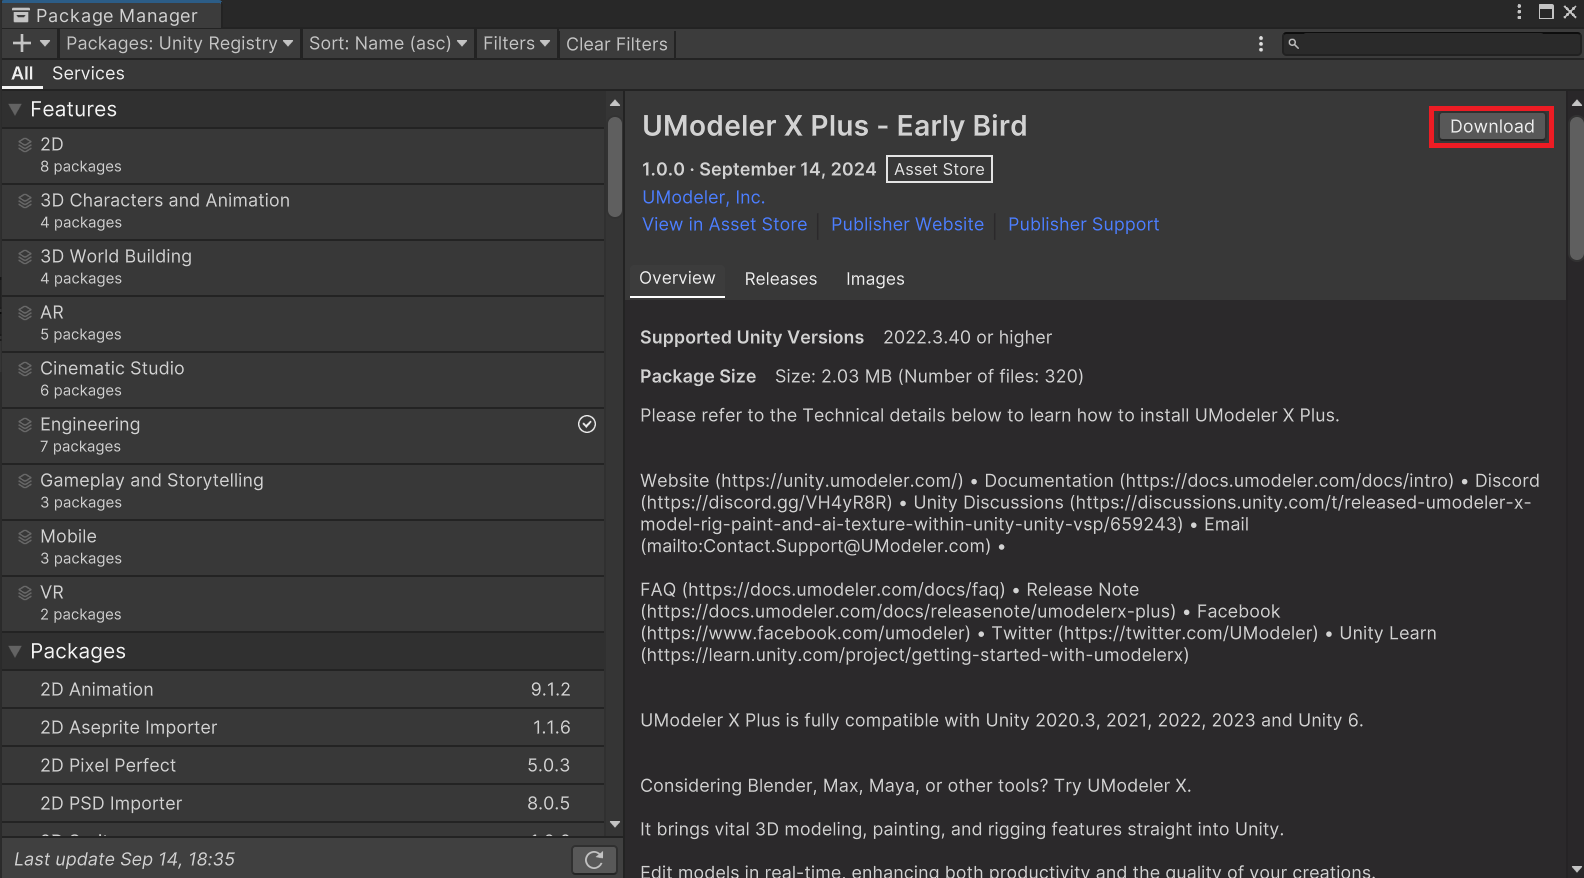 Package Manager
Packages: Unity Registry
Sort: Name (asc)
Filters
Clear Filters
All
Services
Features
2D
8 packages
3D Characters and Animation
4 packages
3D World Building
4 packages
AR
5 packages
Cinematic Studio
6 packages
Engineering
7 packages
Gameplay and Storytelling
3 packages
Mobile
3 packages
VR
2 packages
Packages
2D Animation 9.1.2
2D Aseprite Importer 1.1.6
2D Pixel Perfect 5.0.3
2D PSD Importer 8.0.5
Last update Sep 14, 18:35
UModeler X Plus - Early Bird
Download
1.0.0 · September 14, 2024 Asset Store
UModeler, Inc.
View in Asset Store Publisher Website Publisher Support
Overview Releases Images
Supported Unity Versions 2022.3.40 or higher
Package Size Size: 2.03 MB (Number of files: 320)
Please refer to the Technical details below to learn how to install UModeler X Plus.
Website (https://unity.umodeler.com/) • Documentation (https://docs.umodeler.com/docs/intro) • Discord
(https://discord.gg/VH4yR8R) • Unity Discussions (https://discussions.unity.com/t/released-umodeler-x-
model-rig-paint-and-ai-texture-within-unity-unity-vsp/659243) • Email
(mailto:Contact.Support@UModeler.com) •
FAQ (https://docs.umodeler.com/docs/faq) • Release Note
(https://docs.umodeler.com/docs/releasenote/umodelerx-plus) • Facebook
(https://www.facebook.com/umodeler) • Twitter (https://twitter.com/UModeler) • Unity Learn
(https://learn.unity.com/project/getting-started-with-umodelerx)
UModeler X Plus is fully compatible with Unity 2020.3, 2021, 2022, 2023 and Unity 6.
Considering Blender, Max, Maya, or other tools? Try UModeler X.
It brings vital 3D modeling, painting, and rigging features straight into Unity.
Edit models in real-time, enhancing both productivity and the quality of your creations.